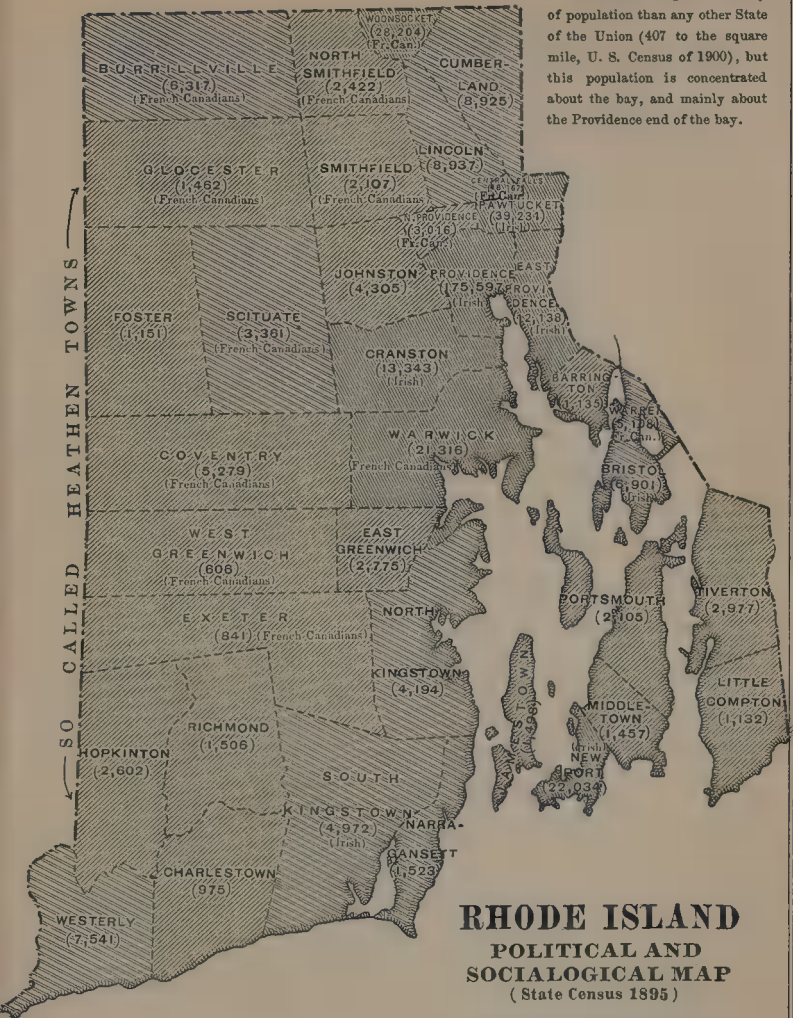 of population than any other State
of the Union (407 to the square
mile, U. S. Census of 1900), but
this population is concentrated
about the bay, and mainly about
the Providence end of the bay.
WOONSOCKET
(28,204)
(Fr.Can.)
BURRILLVILLE
(6,317)
(French Canadians)
NORTH
SMITHFIELD
(2,422)
(French Canadians)
CUMBER-
LAND
(8,925)
GLOCESTER
(1,462)
(French Canadians)
SMITHFIELD
(2,107)
(French Canadians)
LINCOLN
(8,937)
CENTRAL FALLS
(Fr.Can.)
PAWTUCKET
(39,231)
(Irish)
N. PROVIDENCE
(3,016)
(Fr.Can.)
FOSTER
(1,151)
SCITUATE
(3,361)
(French Canadians)
JOHNSTON
(4,305)
PROVIDENCE
(Irish)
EAST
PROVI
DENCE
12,138)
(Irish)
CRANSTON
(13,343)
(Irish)
BARRING-
TON
(1,135)
Fr.Can.)
COVENTRY
(5,279)
(French Canadians)
WARWICK
(21,316)
(French Canadians
BRISTOL
(6,901)
(Irish)
WEST
GREENWICH
(606)
(French Canadians)
EAST
GREENWICH
(2,775)
EXETER
(841) (French Canadians)
NORTH
KINGSTOWN
(4,194)
PORTSMOUTH
(2,105)
TIVERTON
(2,977)
HOPKINTON
(2,602)
RICHMOND
(1,506)
JAMESTOWN
MIDDLE-
TOWN
(1,457)
LITTLE
COMPTON
(1,132)
(Irish)
NEW
PORT
(22,034)
SOUTH
KINGSTOWN
(4,972)
(Irish)
NARRA-
GANSETT
(1,523)
CHARLESTOWN
(975)
WESTERLY
(7,541)
SO CALLED HEATHEN TOWNS
RHODE ISLAND
POLITICAL AND
SOCIALOGICAL MAP
(State Census 1895)